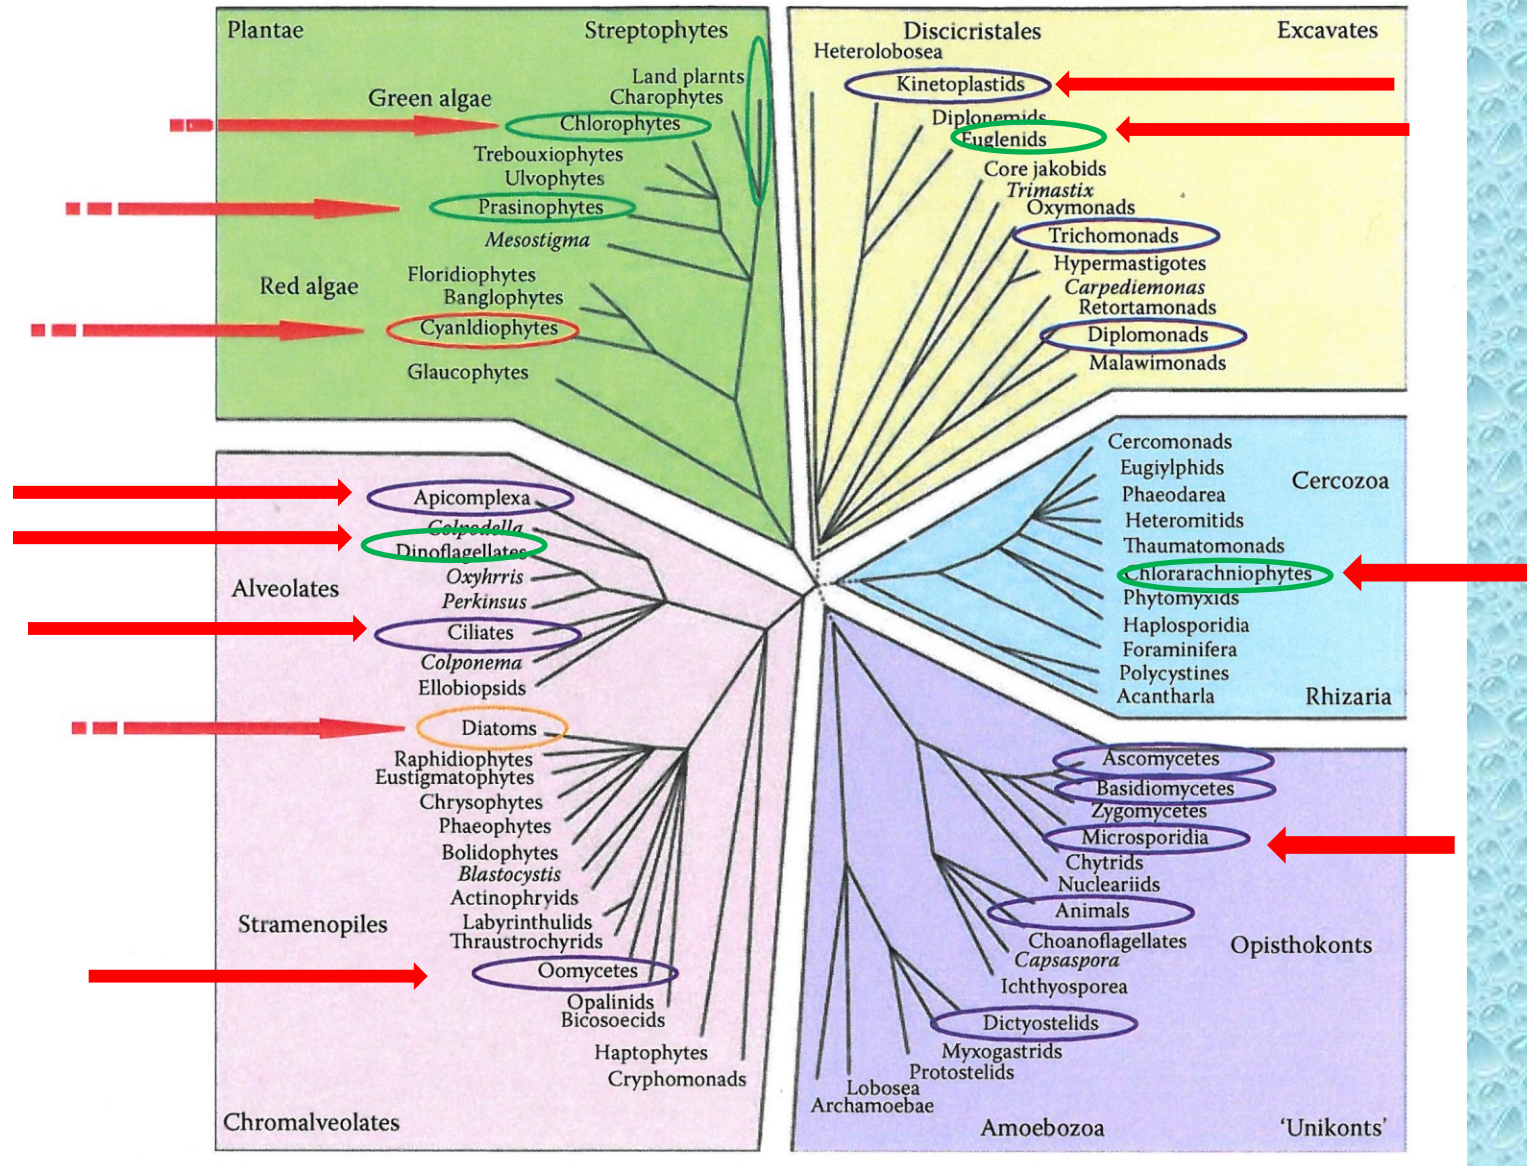 Plantae
Streptophytes
Land plarnts
Charophytes
Green algae
Chlorophytes
Trebouxiophytes
Ulvophytes
Prasinophytes
Mesostigma
Floridiophytes
Red algae
Banglophytes
Cyanldiophytes
Glaucophytes
Discicristales
Excavates
Heterolobosea
Kinetoplastids
Diplonemids
Euglenids
Core jakobids
Trimastix
Oxymonads
Trichomonads
Hypermastigotes
Carpediemonas
Retortamonads
Diplomonads
Malawimonads
Cercomonads
Eugiylphids
Cercozoa
Phaeodarea
Heteromitids
Thaumatomonads
Chlorarachniophytes
Phytomyxids
Haplosporidia
Foraminifera
Polycystines
Acantharla
Rhizaria
Apicomplexa
Colpodella
Dinoflagellates
Oxyhrris
Alveolates
Perkinsus
Ciliates
Colponema
Ellobiopsids
Diatoms
Raphidiophytes
Eustigmatophytes
Chrysophytes
Phaeophytes
Bolidophytes
Blastocystis
Actinophryids
Labyrinthulids
Stramenopiles
Thraustrochyrids
Oomycetes
Opalinids
Bicosoecids
Haptophytes
Cryphomonads
Chromalveolates
Ascomycetes
Basidiomycetes
Zygomycetes
Microsporidia
Chytrids
Nucleariids
Animals
Choanoflagellates
Opisthokonts
Capsaspora
Ichthyosporea
Dictyostelids
Myxogastrids
Protostelids
Lobosea
Archamoebae
Amoebozoa
'Unikonts'